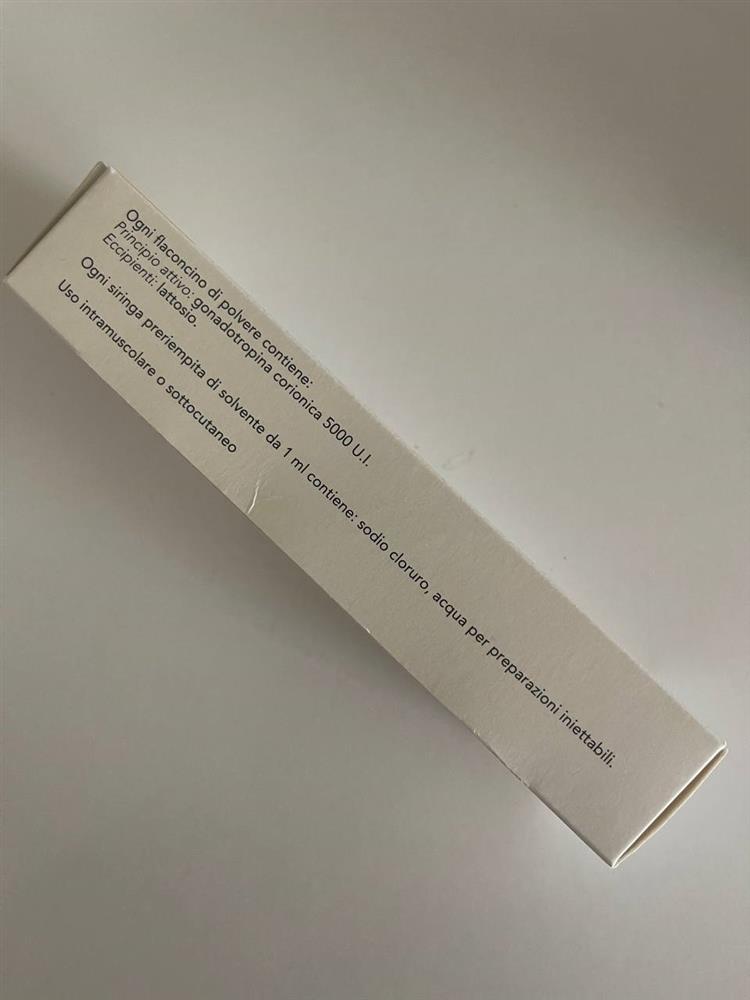 Ogni flaconcino di polvere contiene:
Principio attivo: gonadotropina corionica 5000 U.I.
Eccipienti: lattosio.
Ogni siringa preriempita di solvente da 1 ml contiene: sodio cloruro, acqua per preparazioni iniettabili.
Uso intramuscolare o sottocutaneo